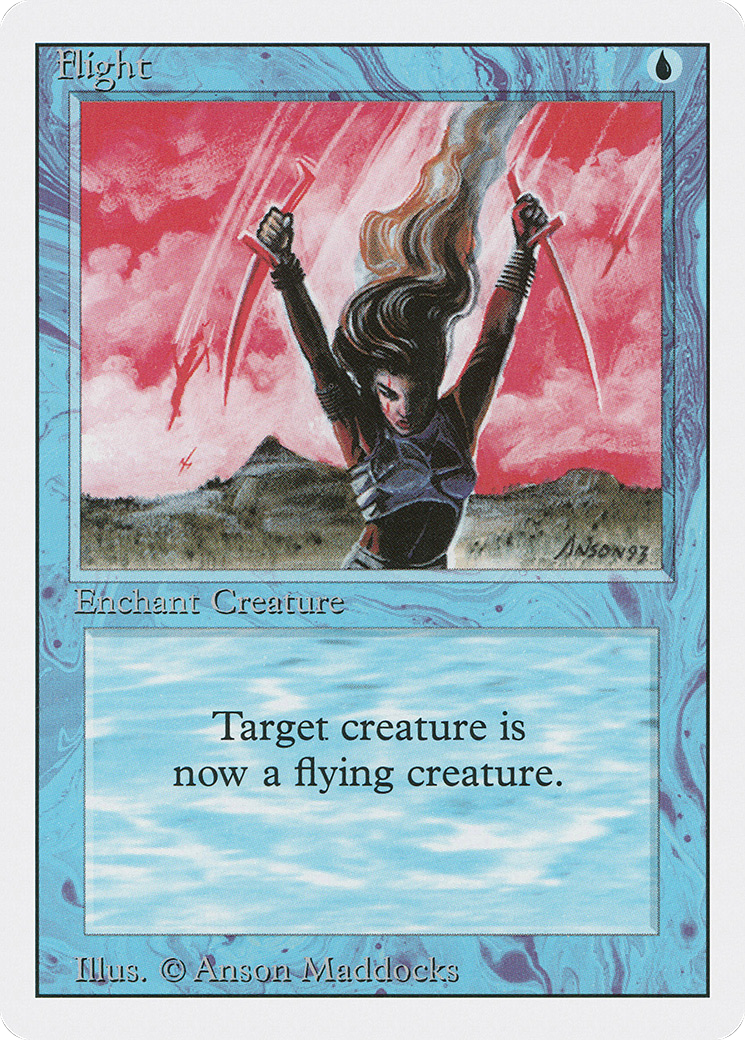 Flight
ANSON93
Enchant Creature
Target creature is
now a flying creature.
Illus. © Anson Maddocks